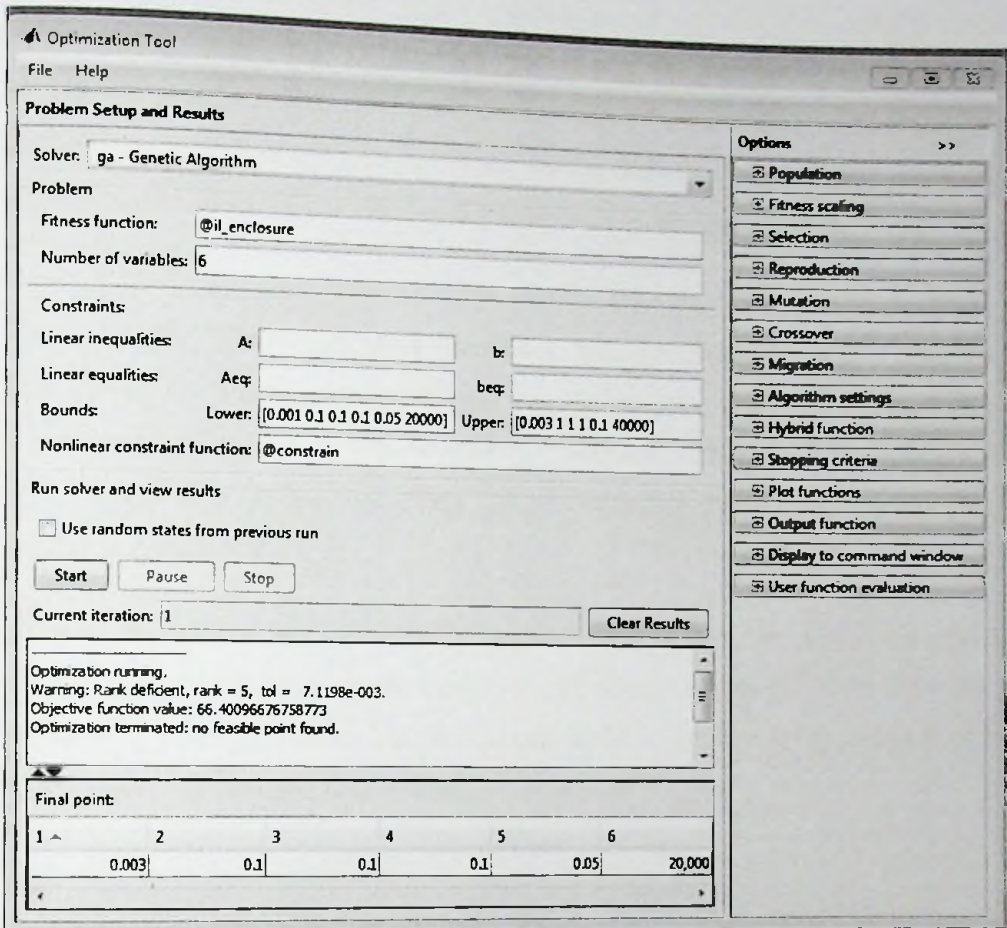 Optimization Tool
File Help
Problem Setup and Results
Solver: ga - Genetic Algorithm
Problem
Fitness function: @il_enclosure
Number of variables: 6
Constraints:
Linear inequalities: A: b:
Linear equalities: Aeq: beq:
Bounds: Lower: [0.001 0.1 0.1 0.1 0.05 20000] Upper: [0.003 1 1 1 0.1 40000]
Nonlinear constraint function: @constrain
Run solver and view results
Use random states from previous run
Start Pause Stop
Current iteration: 1 Clear Results
Optimization running.
Warning: Rank deficient, rank = 5, tol = 7.1198e-003.
Objective function value: 66.40096676758773
Optimization terminated: no feasible point found.
Final point:
1 2 3 4 5 6
0.003 0.1 0.1 0.1 0.05 20,000
Options >>
Population
Fitness scaling
Selection
Reproduction
Mutation
Crossover
Migration
Algorithm settings
Hybrid function
Stopping criteria
Plot functions
Output function
Display to command window
User function evaluation